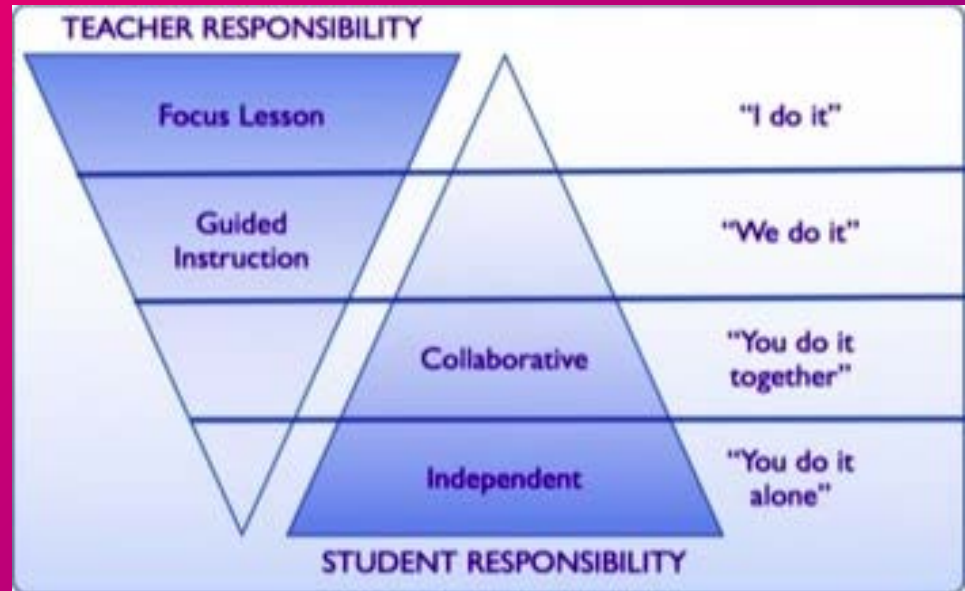 TEACHER RESPONSIBILITY
Focus Lesson
"I do it"
Guided
Instruction
"We do it"
Collaborative
"You do it
together"
Independent
"You do it
alone"
STUDENT RESPONSIBILITY